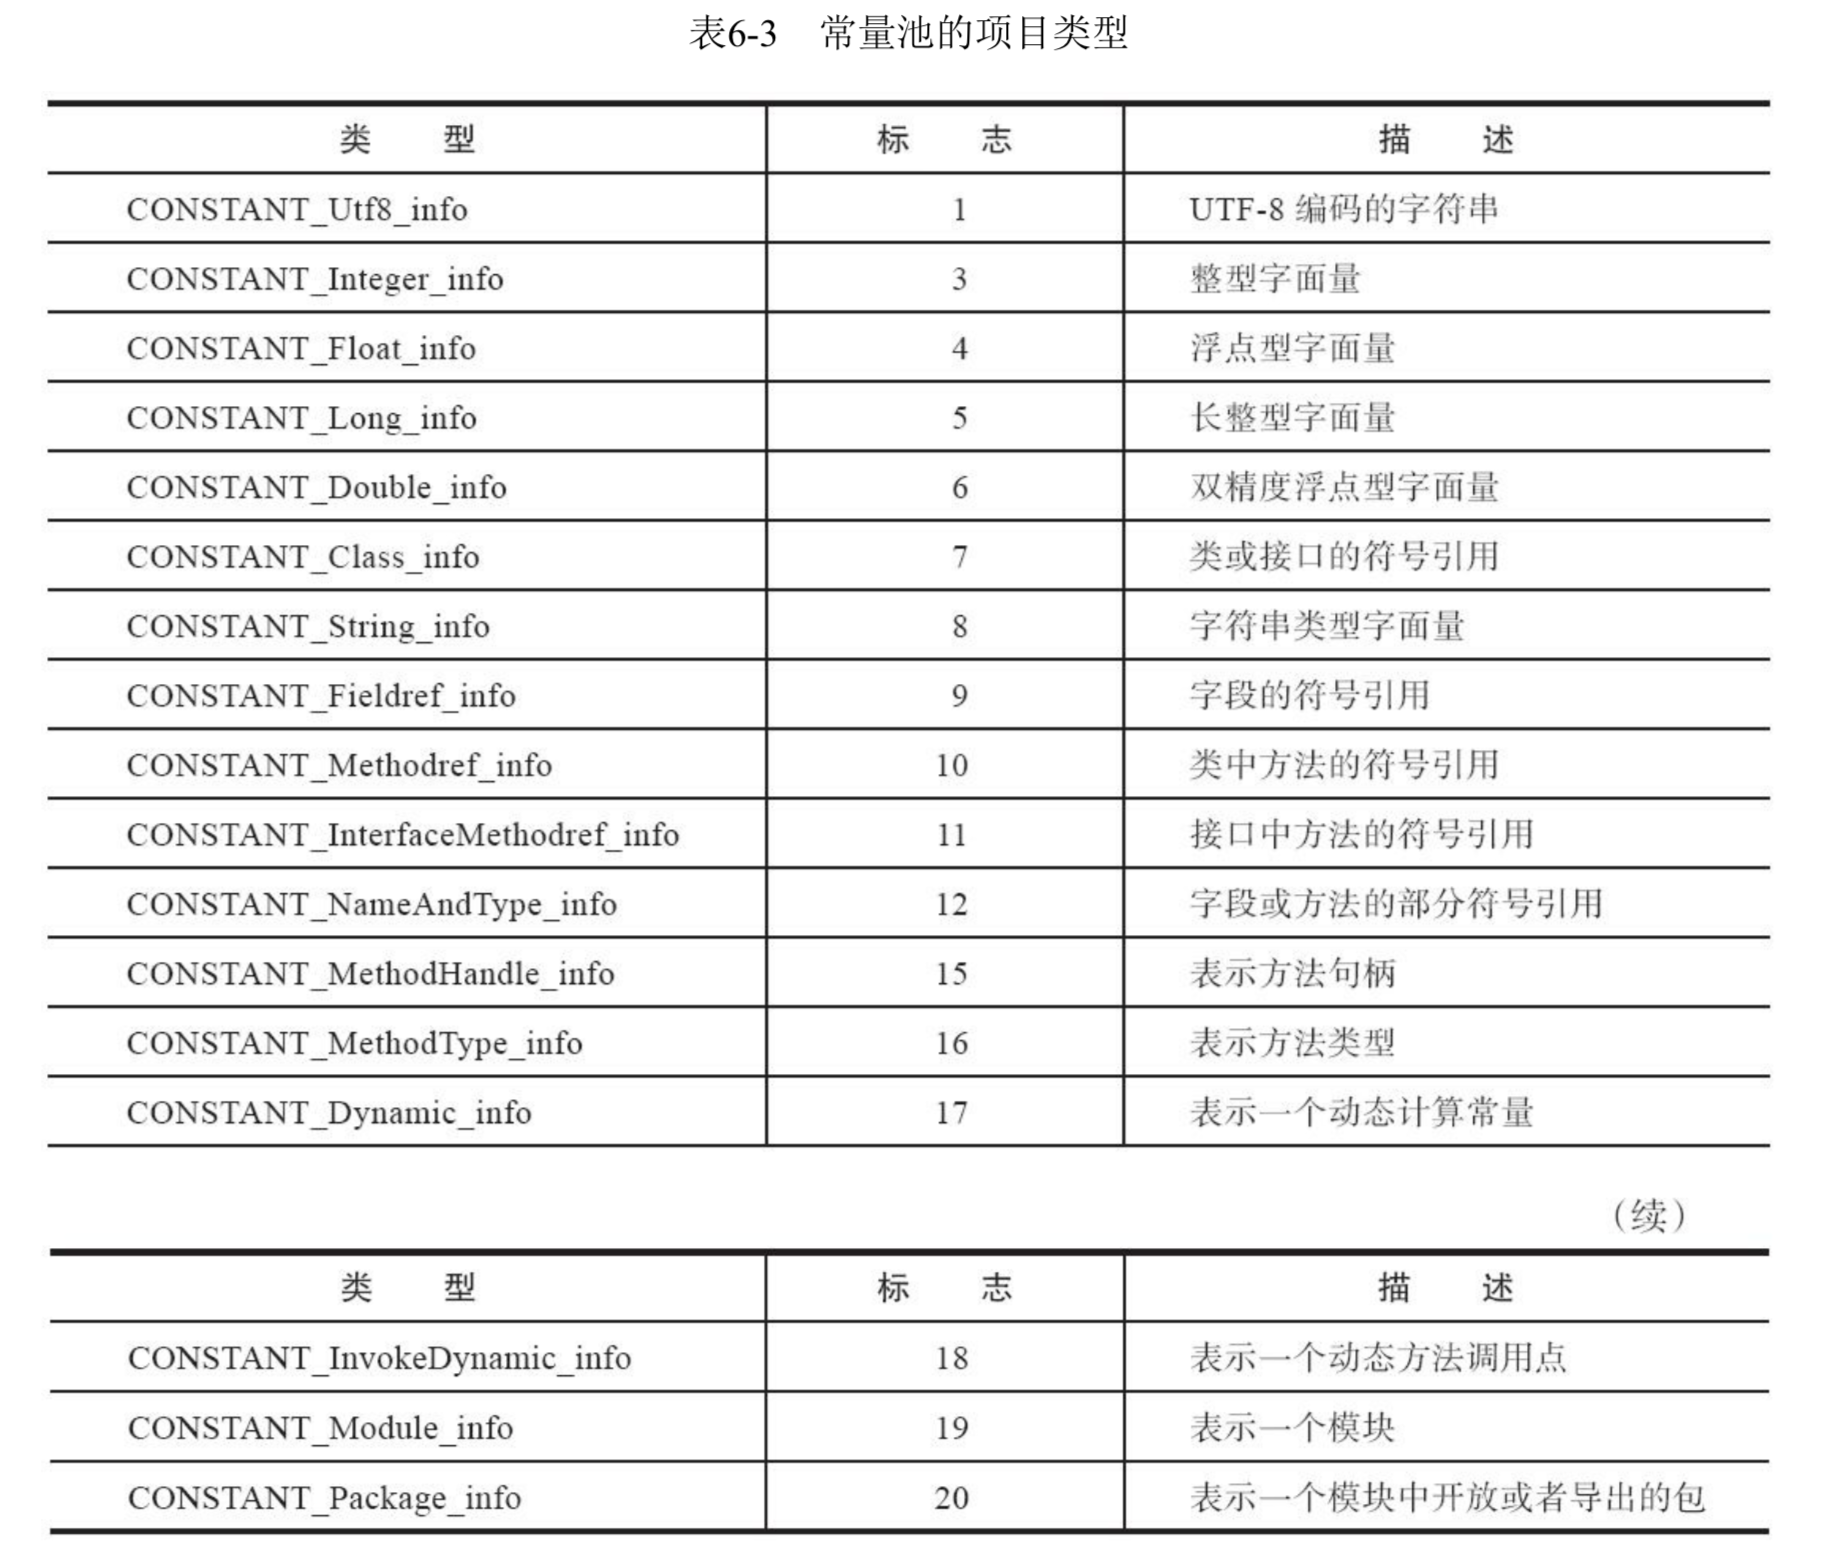 表6-3 常量池的项目类型
类 型 标 志 描 述
CONSTANT_Utf8_info 1 UTF-8 编码的字符串
CONSTANT_Integer_info 3 整型字面量
CONSTANT_Float_info 4 浮点型字面量
CONSTANT_Long_info 5 长整型字面量
CONSTANT_Double_info 6 双精度浮点型字面量
CONSTANT_Class_info 7 类或接口的符号引用
CONSTANT_String_info 8 字符串类型字面量
CONSTANT_Fieldref_info 9 字段的符号引用
CONSTANT_Methodref_info 10 类中方法的符号引用
CONSTANT_InterfaceMethodref_info 11 接口中方法的符号引用
CONSTANT_NameAndType_info 12 字段或方法的部分符号引用
CONSTANT_MethodHandle_info 15 表示方法句柄
CONSTANT_MethodType_info 16 表示方法类型
CONSTANT_Dynamic_info 17 表示一个动态计算常量
（续）
类 型 标 志 描 述
CONSTANT_InvokeDynamic_info 18 表示一个动态方法调用点
CONSTANT_Module_info 19 表示一个模块
CONSTANT_Package_info 20 表示一个模块中开放或者导出的包